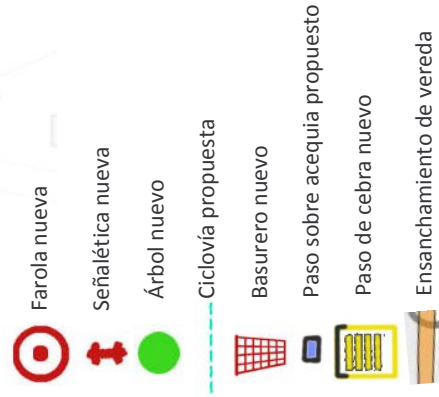 Farola nueva
Señalética nueva
Árbol nuevo
Ciclovía propuesta
Basurero nuevo
Paso sobre acequia propuesto
Paso de cebra nuevo
Ensanchamiento de vereda